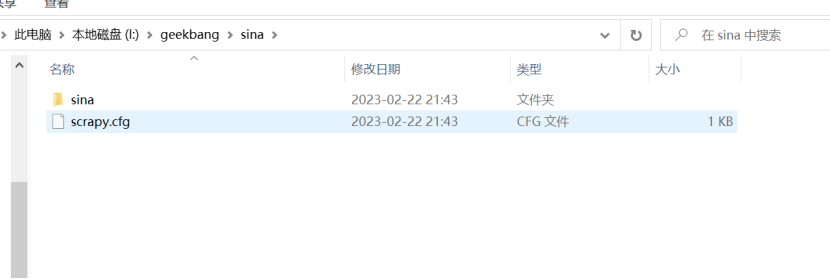 共享 查看
此电脑 本地磁盘 (I:) geekbang sina 在 sina 中搜索
名称 修改日期 类型 大小
sina 2023-02-22 21:43 文件夹
scrapy.cfg 2023-02-22 21:43 CFG 文件 1 KB